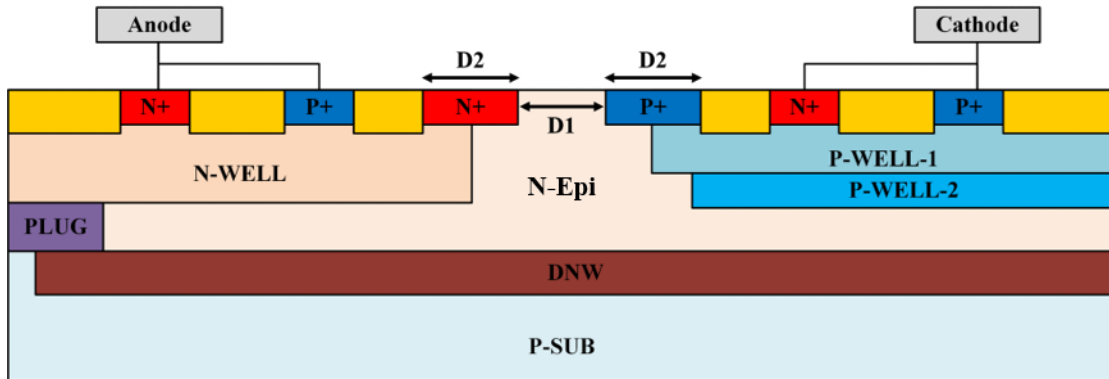 Anode
Cathode
D2
D2
N+
P+
N+
D1
P+
N+
P+
N-WELL
N-Epi
P-WELL-1
P-WELL-2
PLUG
DNW
P-SUB